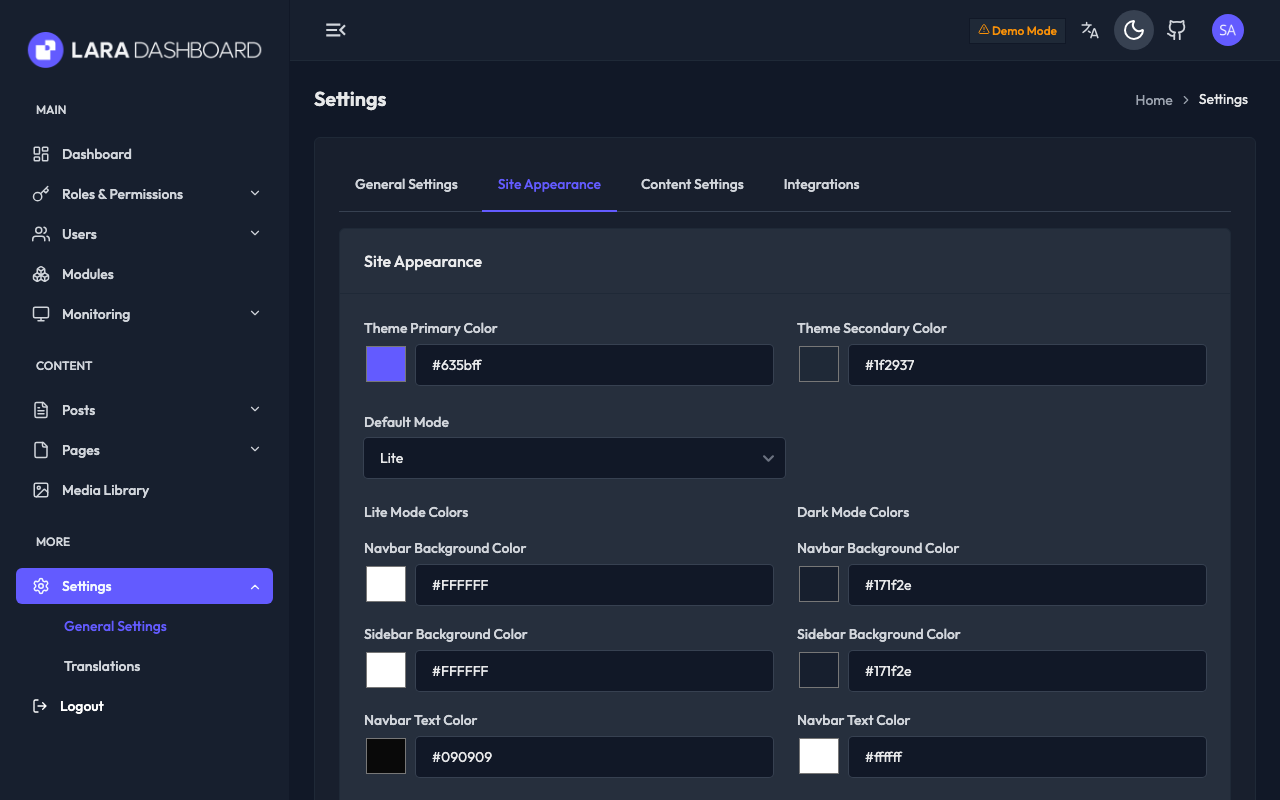 LARA DASHBOARD
Demo Mode
SA
MAIN
Dashboard
Roles & Permissions
Users
Modules
Monitoring
CONTENT
Posts
Pages
Media Library
MORE
Settings
General Settings
Translations
Logout
Settings
Home > Settings
General Settings
Site Appearance
Content Settings
Integrations
Site Appearance
Theme Primary Color
#635bff
Theme Secondary Color
#1f2937
Default Mode
Lite
Lite Mode Colors
Dark Mode Colors
Navbar Background Color
#FFFFFF
Navbar Background Color
#171f2e
Sidebar Background Color
#FFFFFF
Sidebar Background Color
#171f2e
Navbar Text Color
#090909
Navbar Text Color
#ffffff